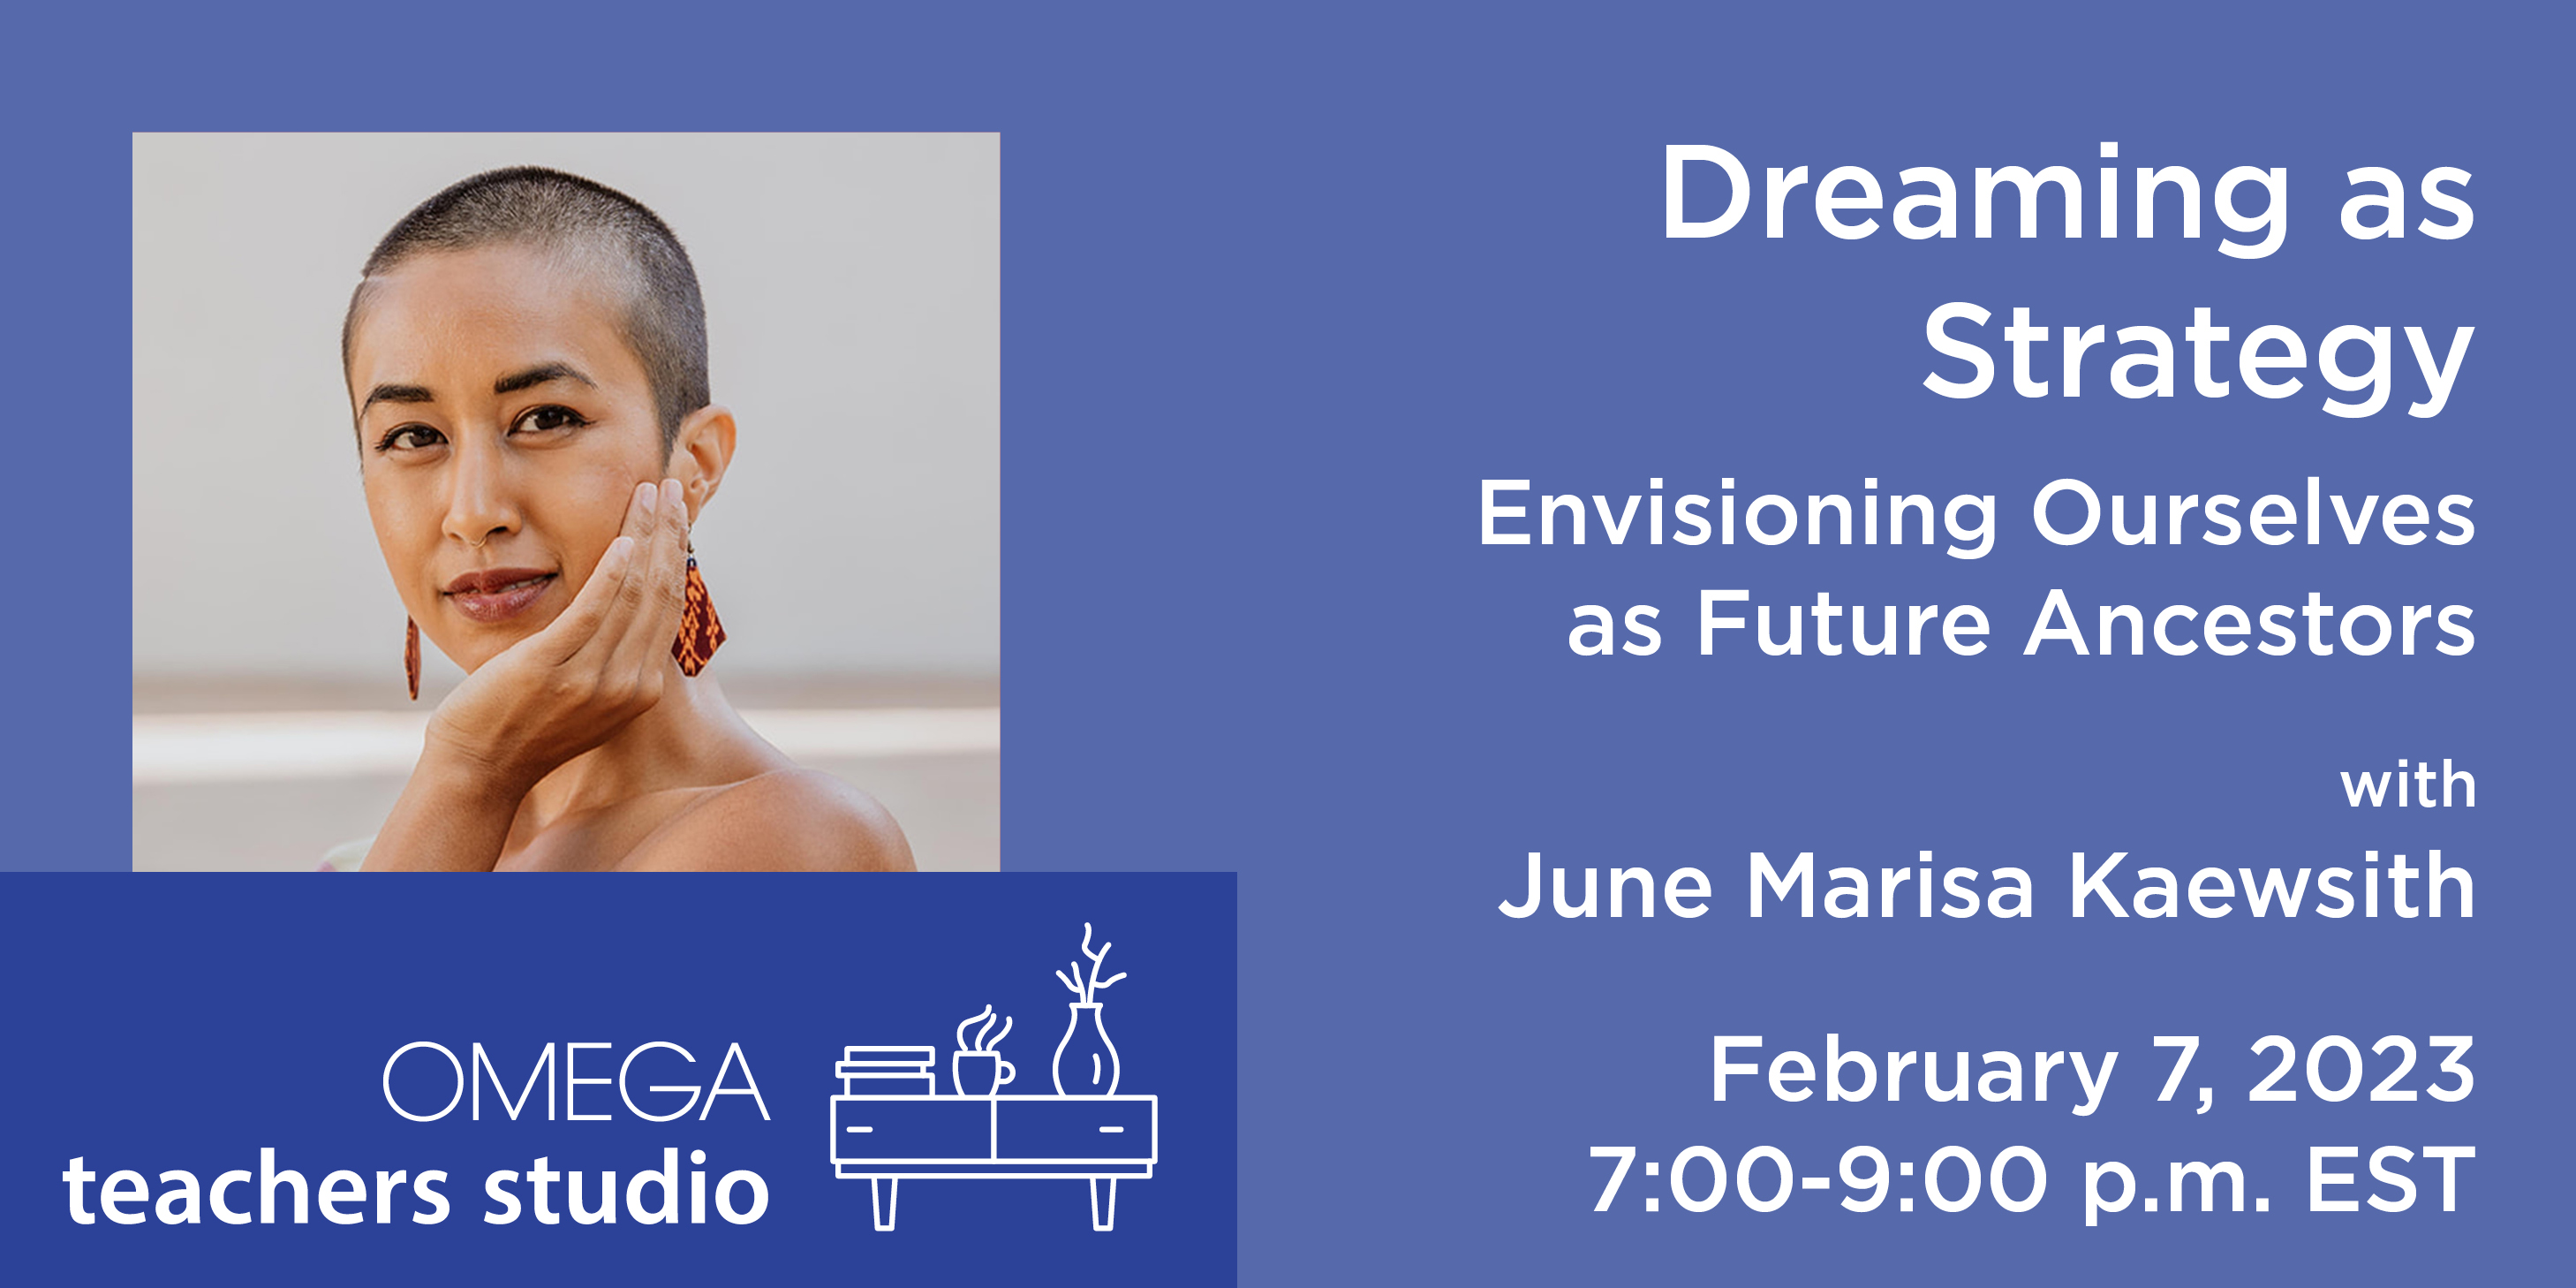 Dreaming as
Strategy
Envisioning Ourselves
as Future Ancestors
with
June Marisa Kaewsith
February 7, 2023
7:00-9:00 p.m. EST
OMEGA
teachers studio